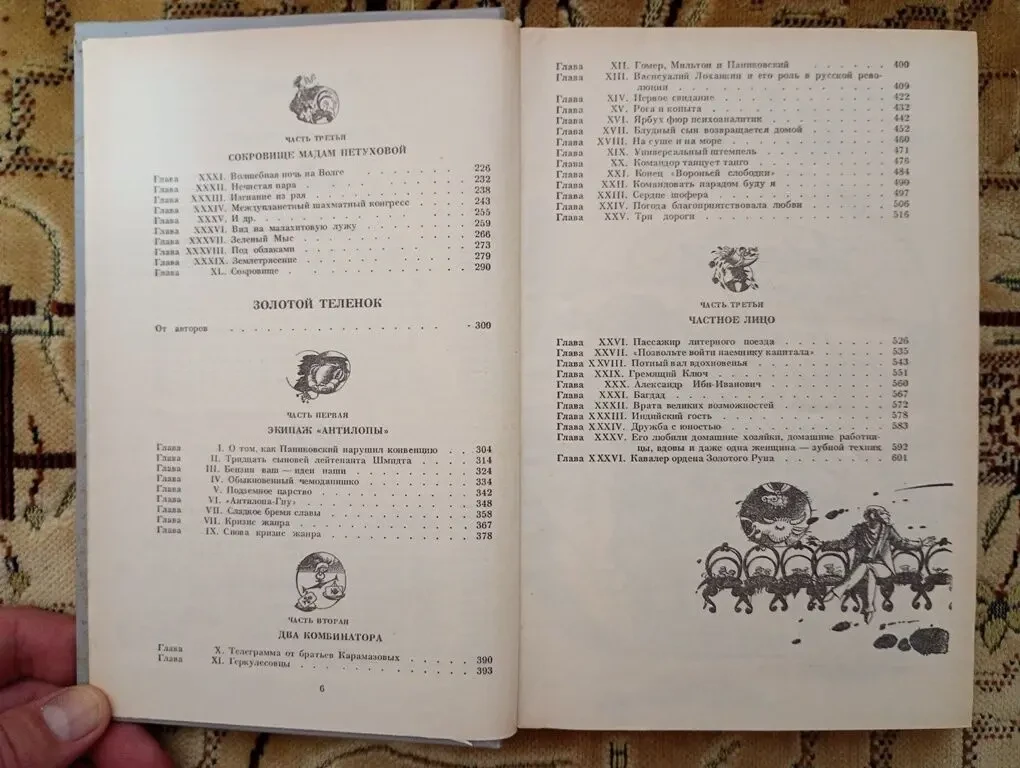 ЧАСТЬ ТРЕТЬЯ
СОКРОВИЩЕ МАДАМ ПЕТУХОВОЙ
Глава XXXI. Волшебная ночь на Волге 226
Глава XXXII. Нечистая пара 232
Глава XXXIII. Изгнание из рая 238
Глава XXXIV. Междупланетный шахматный конгресс 243
Глава XXXV. И др. 255
Глава XXXVI. Вид на малахитовую лужу 259
Глава XXXVII. Зеленый Мыс 266
Глава XXXVIII. Под облаками 273
Глава XXXIX. Землетрясение 279
Глава XL. Сокровище 290
ЗОЛОТОЙ ТЕЛЕНОК
От авторов 300
ЧАСТЬ ПЕРВАЯ
ЭКИПАЖ «АНТИЛОПЫ»
Глава I. О том, как Паниковский нарушил конвенцию 304
Глава II. Тридцать сыновей лейтенанта Шмидта 314
Глава III. Бензин ваш — идеи наши 324
Глава IV. Обыкновенный чемоданишко 334
Глава V. Подземное царство 342
Глава VI. «Антилопа-Гну» 348
Глава VII. Сладкое бремя славы 358
Глава VII. Кризис жанра 367
Глава IX. Снова кризис жанра 378
ЧАСТЬ ВТОРАЯ
ДВА КОМБИНАТОРА
Глава X. Телеграмма от братьев Карамазовых 390
Глава XI. Геркулесовцы 393
6
Глава XII. Гомер, Мильтон и Паниковский 400
Глава XIII. Васисуалий Лоханкин и его роль в русской рево-
люции 409
Глава XIV. Первое свидание 422
Глава XV. Рога и копыта 432
Глава XVI. Ярбух фюр психоаналитик 442
Глава XVII. Блудный сын возвращается домой 452
Глава XVIII. На суше и на море 460
Глава XIX. Универсальный штемпель 471
Глава XX. Командор танцует танго 476
Глава XXI. Конец «Вороньей слободки» 484
Глава XXII. Командовать парадом буду я 490
Глава XXIII. Сердце шофера 497
Глава XXIV. Погода благоприятствовала любви 506
Глава XXV. Три дороги 516
ЧАСТЬ ТРЕТЬЯ
ЧАСТНОЕ ЛИЦО
Глава XXVI. Пассажир литерного поезда 526
Глава XXVII. «Позвольте войти наемнику капитала» 535
Глава XXVIII. Потный вал вдохновенья 543
Глава XXIX. Гремящий Ключ 551
Глава XXX. Александр Ибн-Иванович 560
Глава XXXI. Багдад 567
Глава XXXII. Врата великих возможностей 572
Глава XXXIII. Индийский гость 578
Глава XXXIV. Дружба с юностью 583
Глава XXXV. Его любили домашние хозяйки, домашние работни-
цы, вдовы и даже одна женщина — зубной техник 592
Глава XXXVI. Кавалер ордена Золотого Руна 601